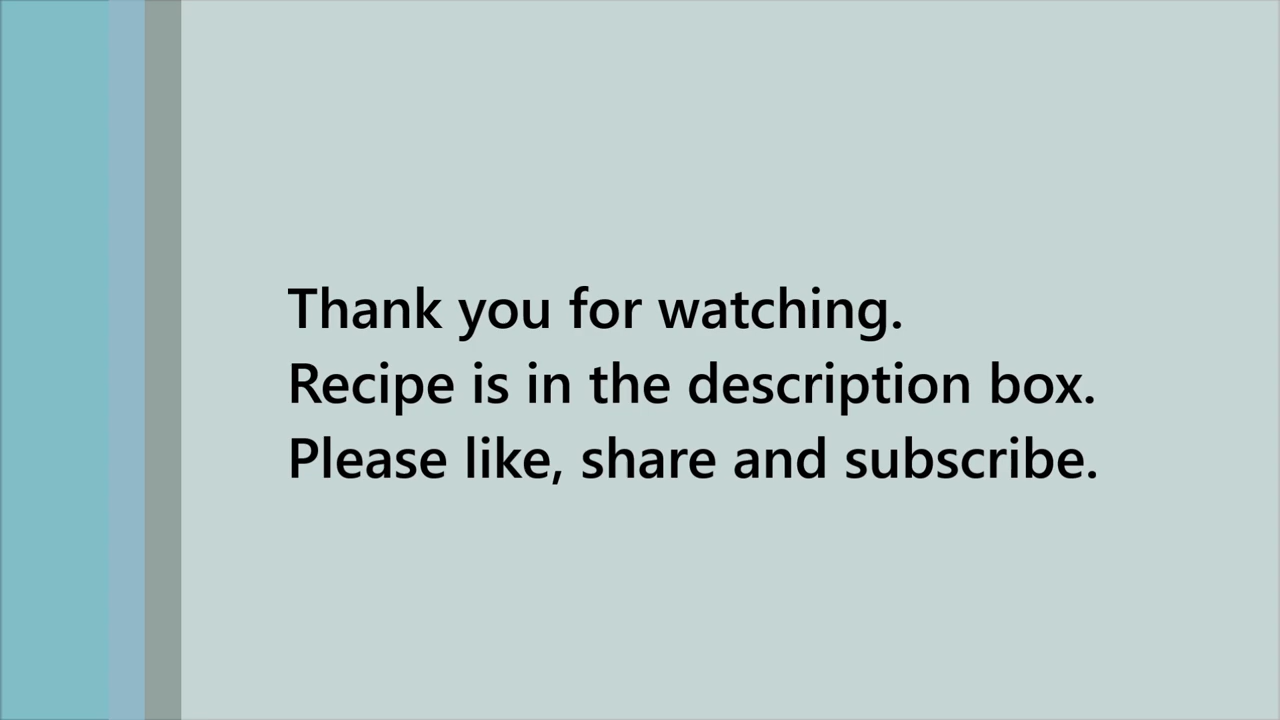 Thank you for watching.
Recipe is in the description box.
Please like, share and subscribe.